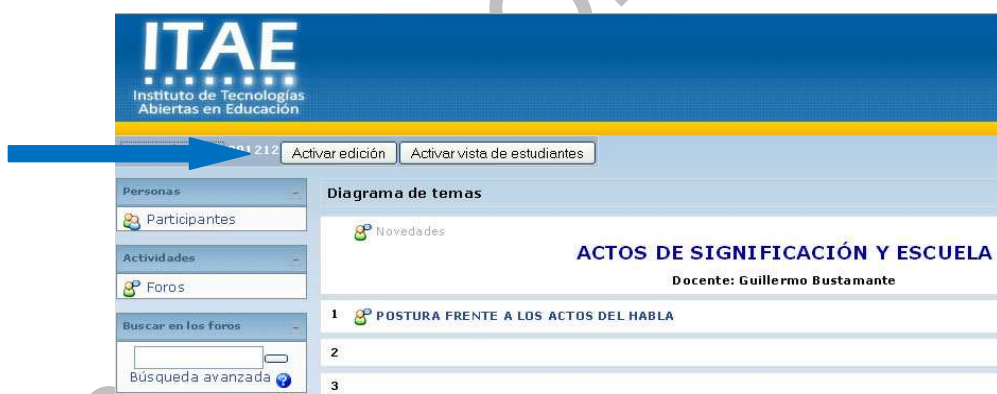 ITAE
Instituto de Tecnologías
Abiertas en Educación
Activar edición Activar vista de estudiantes
Personas
Participantes
Actividades
Foros
Buscar en los foros
Búsqueda avanzada
Diagrama de temas
Novedades
ACTOS DE SIGNIFICACIÓN Y ESCUELA
Docente: Guillermo Bustamante
1 POSTURA FRENTE A LOS ACTOS DEL HABLA
2
3